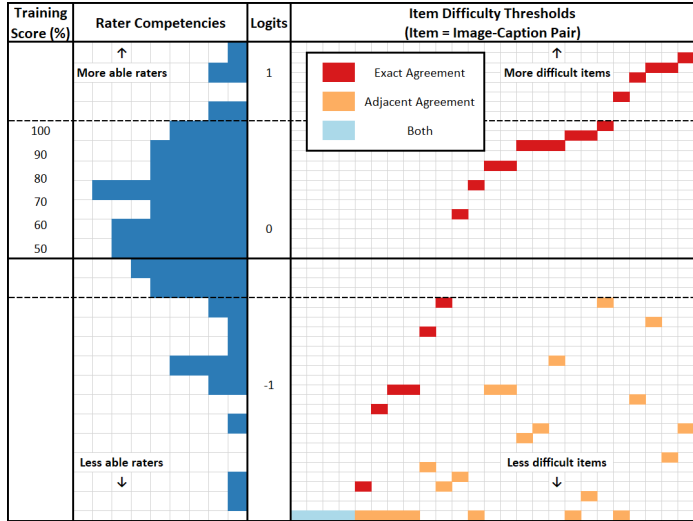 Training
Score (%)
Rater Competencies
Logits
Item Difficulty Thresholds
(Item = Image-Caption Pair)
↑
More able raters
1
↑
More difficult items
Exact Agreement
Adjacent Agreement
Both
100
90
80
70
60
50
0
-1
Less able raters
↓
Less difficult items
↓